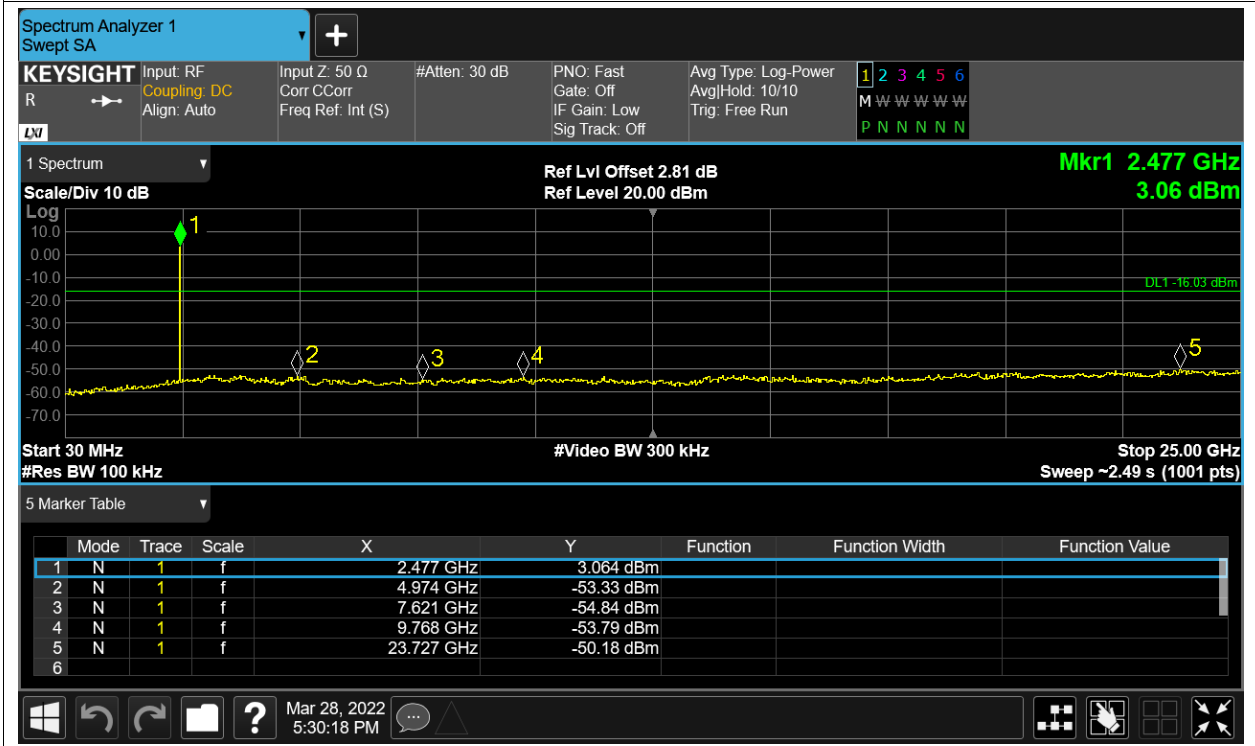 Spectrum Analyzer 1
Swept SA
KEYSIGHT
R
LXI
Input: RF
Coupling: DC
Align: Auto
Input Z: 50 Ω
Corr CCorr
Freq Ref: Int (S)
#Atten: 30 dB
PNO: Fast
Gate: Off
IF Gain: Low
Sig Track: Off
Avg Type: Log-Power
Avg|Hold: 10/10
Trig: Free Run
1 2 3 4 5 6
M W W W W W
P N N N N N
1 Spectrum
Scale/Div 10 dB
Ref Lvl Offset 2.81 dB
Ref Level 20.00 dBm
Mkr1 2.477 GHz
3.06 dBm
Log
10.0
0.00
-10.0
-20.0
-30.0
-40.0
-50.0
-60.0
-70.0
1
2
3
4
5
DL1 -16.03 dBm
Start 30 MHz
#Video BW 300 kHz
Stop 25.00 GHz
#Res BW 100 kHz
Sweep ~2.49 s (1001 pts)
5 Marker Table
Mode Trace Scale X Y Function Function Width Function Value
1 N 1 f 2.477 GHz 3.064 dBm
2 N 1 f 4.974 GHz -53.33 dBm
3 N 1 f 7.621 GHz -54.84 dBm
4 N 1 f 9.768 GHz -53.79 dBm
5 N 1 f 23.727 GHz -50.18 dBm
6
?
Mar 28, 2022
5:30:18 PM